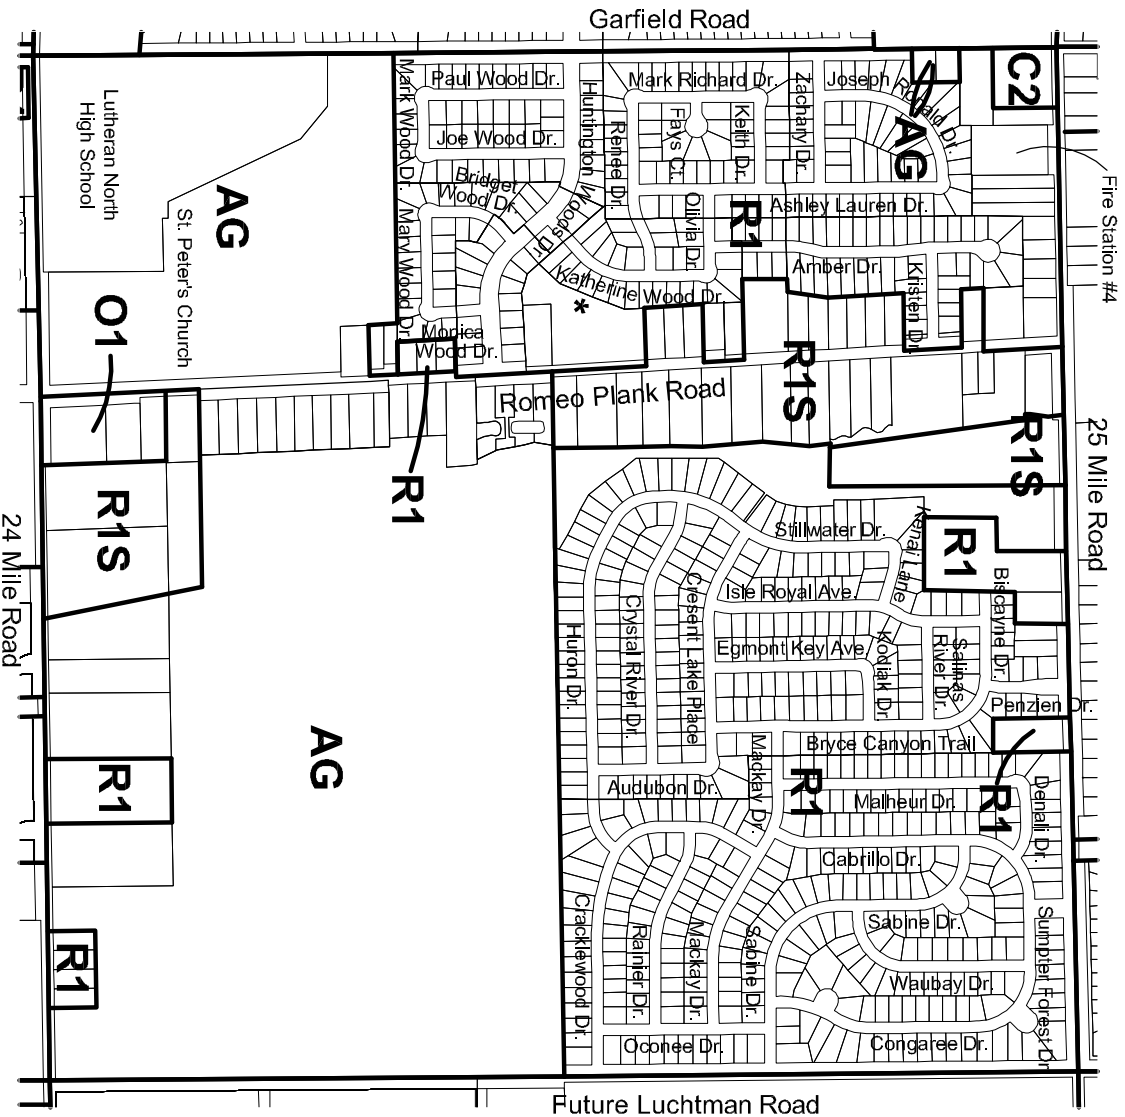 Garfield Road
Paul Wood Dr.
Mark Richard Dr.
Joseph
Ronald Dr.
C2
AG
Mark Wood Dr.
Joe Wood Dr.
Huntington
Woods Dr
Renee Dr.
Fays Ct.
Keith Dr.
Zachary Dr.
Fire Station #4
Lutheran North
High School
AG
St. Peter's Church
Bridget
Wood Dr.
Mary Wood Dr.
Olivia Dr.
R1
Ashley Lauren Dr.
Amber Dr.
Kristen Dr.
Katherine Wood Dr.
*
Monica
Wood Dr.
O1
R1S
Romeo Plank Road
R1S
25 Mile Road
R1
R1S
24 Mile Road
Stillwater Dr.
Kenai Lane
R1
Biscayne Dr.
Isle Royal Ave.
Cresent Lake Place
Crystal River Dr.
Huron Dr.
Egmont Key Ave.
Kodiak Dr.
Salinas
River Dr.
Penzien Dr.
Bryce Canyon Trail
AG
R1
Mackay Dr.
R1
Audubon Dr.
Malheur Dr.
R1
Denali Dr.
Cabrillo Dr.
Cracklewood Dr.
Rainier Dr.
Mackay Dr.
Sabine Dr.
Sabine Dr.
Sumpter Forest Dr
R1
Waubay Dr.
Oconee Dr.
Congaree Dr.
Future Luchtman Road